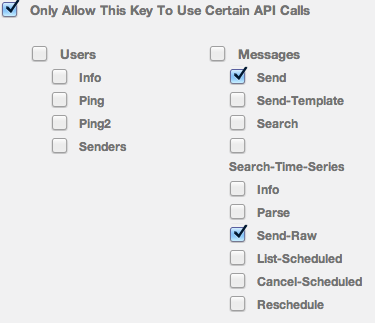 Only Allow This Key To Use Certain API Calls
Users
Info
Ping
Ping2
Senders
Messages
Send
Send-Template
Search
Search-Time-Series
Info
Parse
Send-Raw
List-Scheduled
Cancel-Scheduled
Reschedule